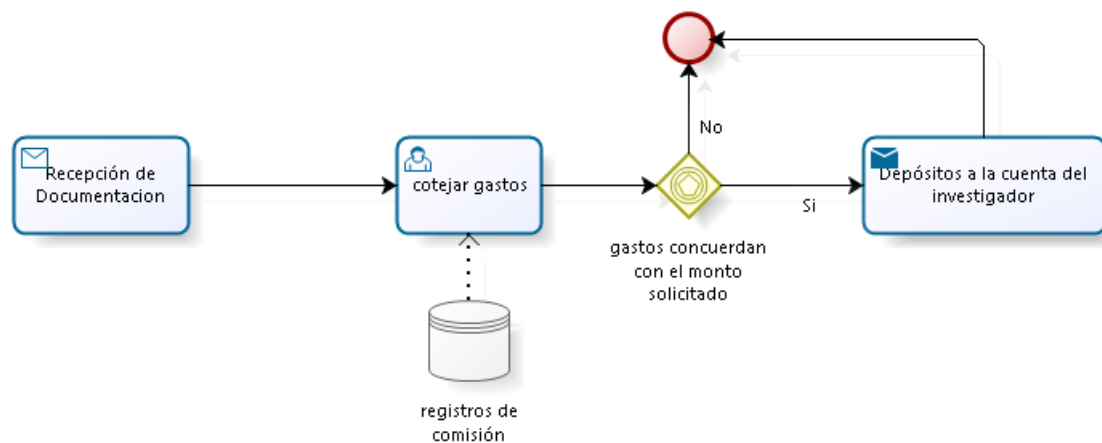 Recepción de
Documentacion
cotejar gastos
No
Si
Depósitos a la cuenta del
investigador
gastos concuerdan
con el monto
solicitado
registros de
comisión